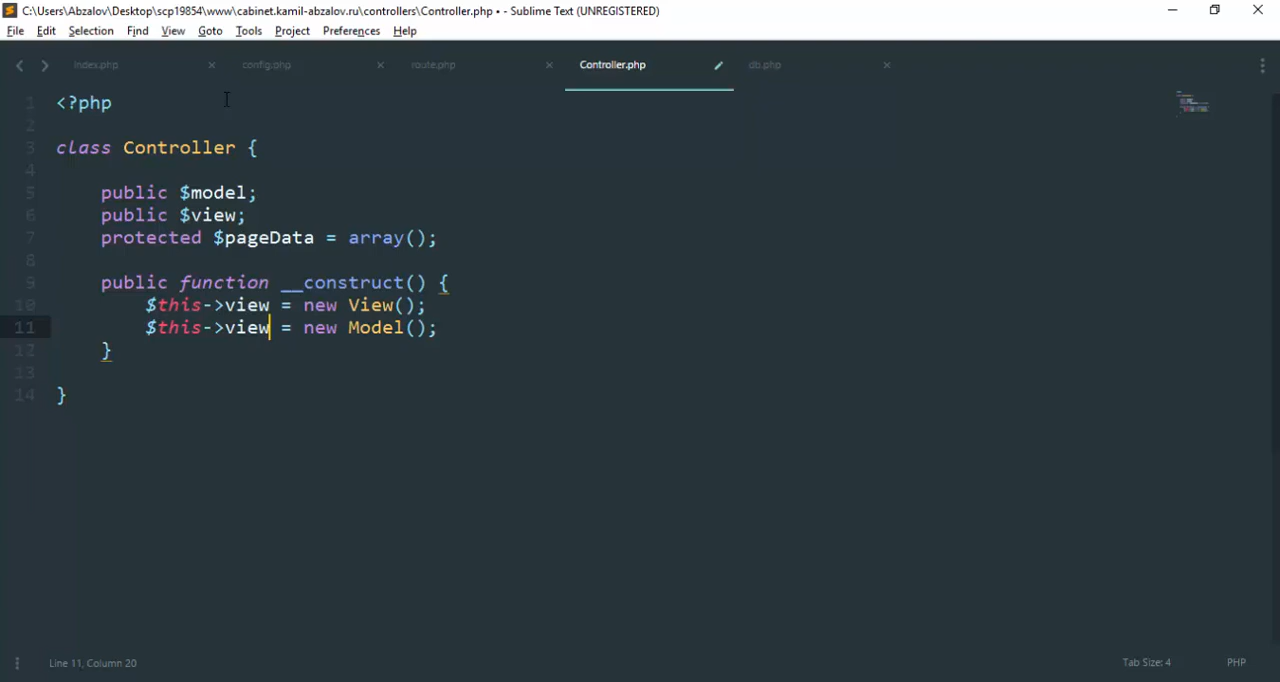 C:\Users\Abzalov\Desktop\scp19854\www\cabinet.kamil-abzalov.ru\controllers\Controller.php • - Sublime Text (UNREGISTERED)
File Edit Selection Find View Goto Tools Project Preferences Help
index.php config.php route.php Controller.php db.php
1 <?php
2
3 class Controller {
4
5 public $model;
6 public $view;
7 protected $pageData = array();
8
9 public function __construct() {
10 $this->view = new View();
11 $this->view = new Model();
12 }
13
14 }
Line 11, Column 20 Tab Size: 4 PHP